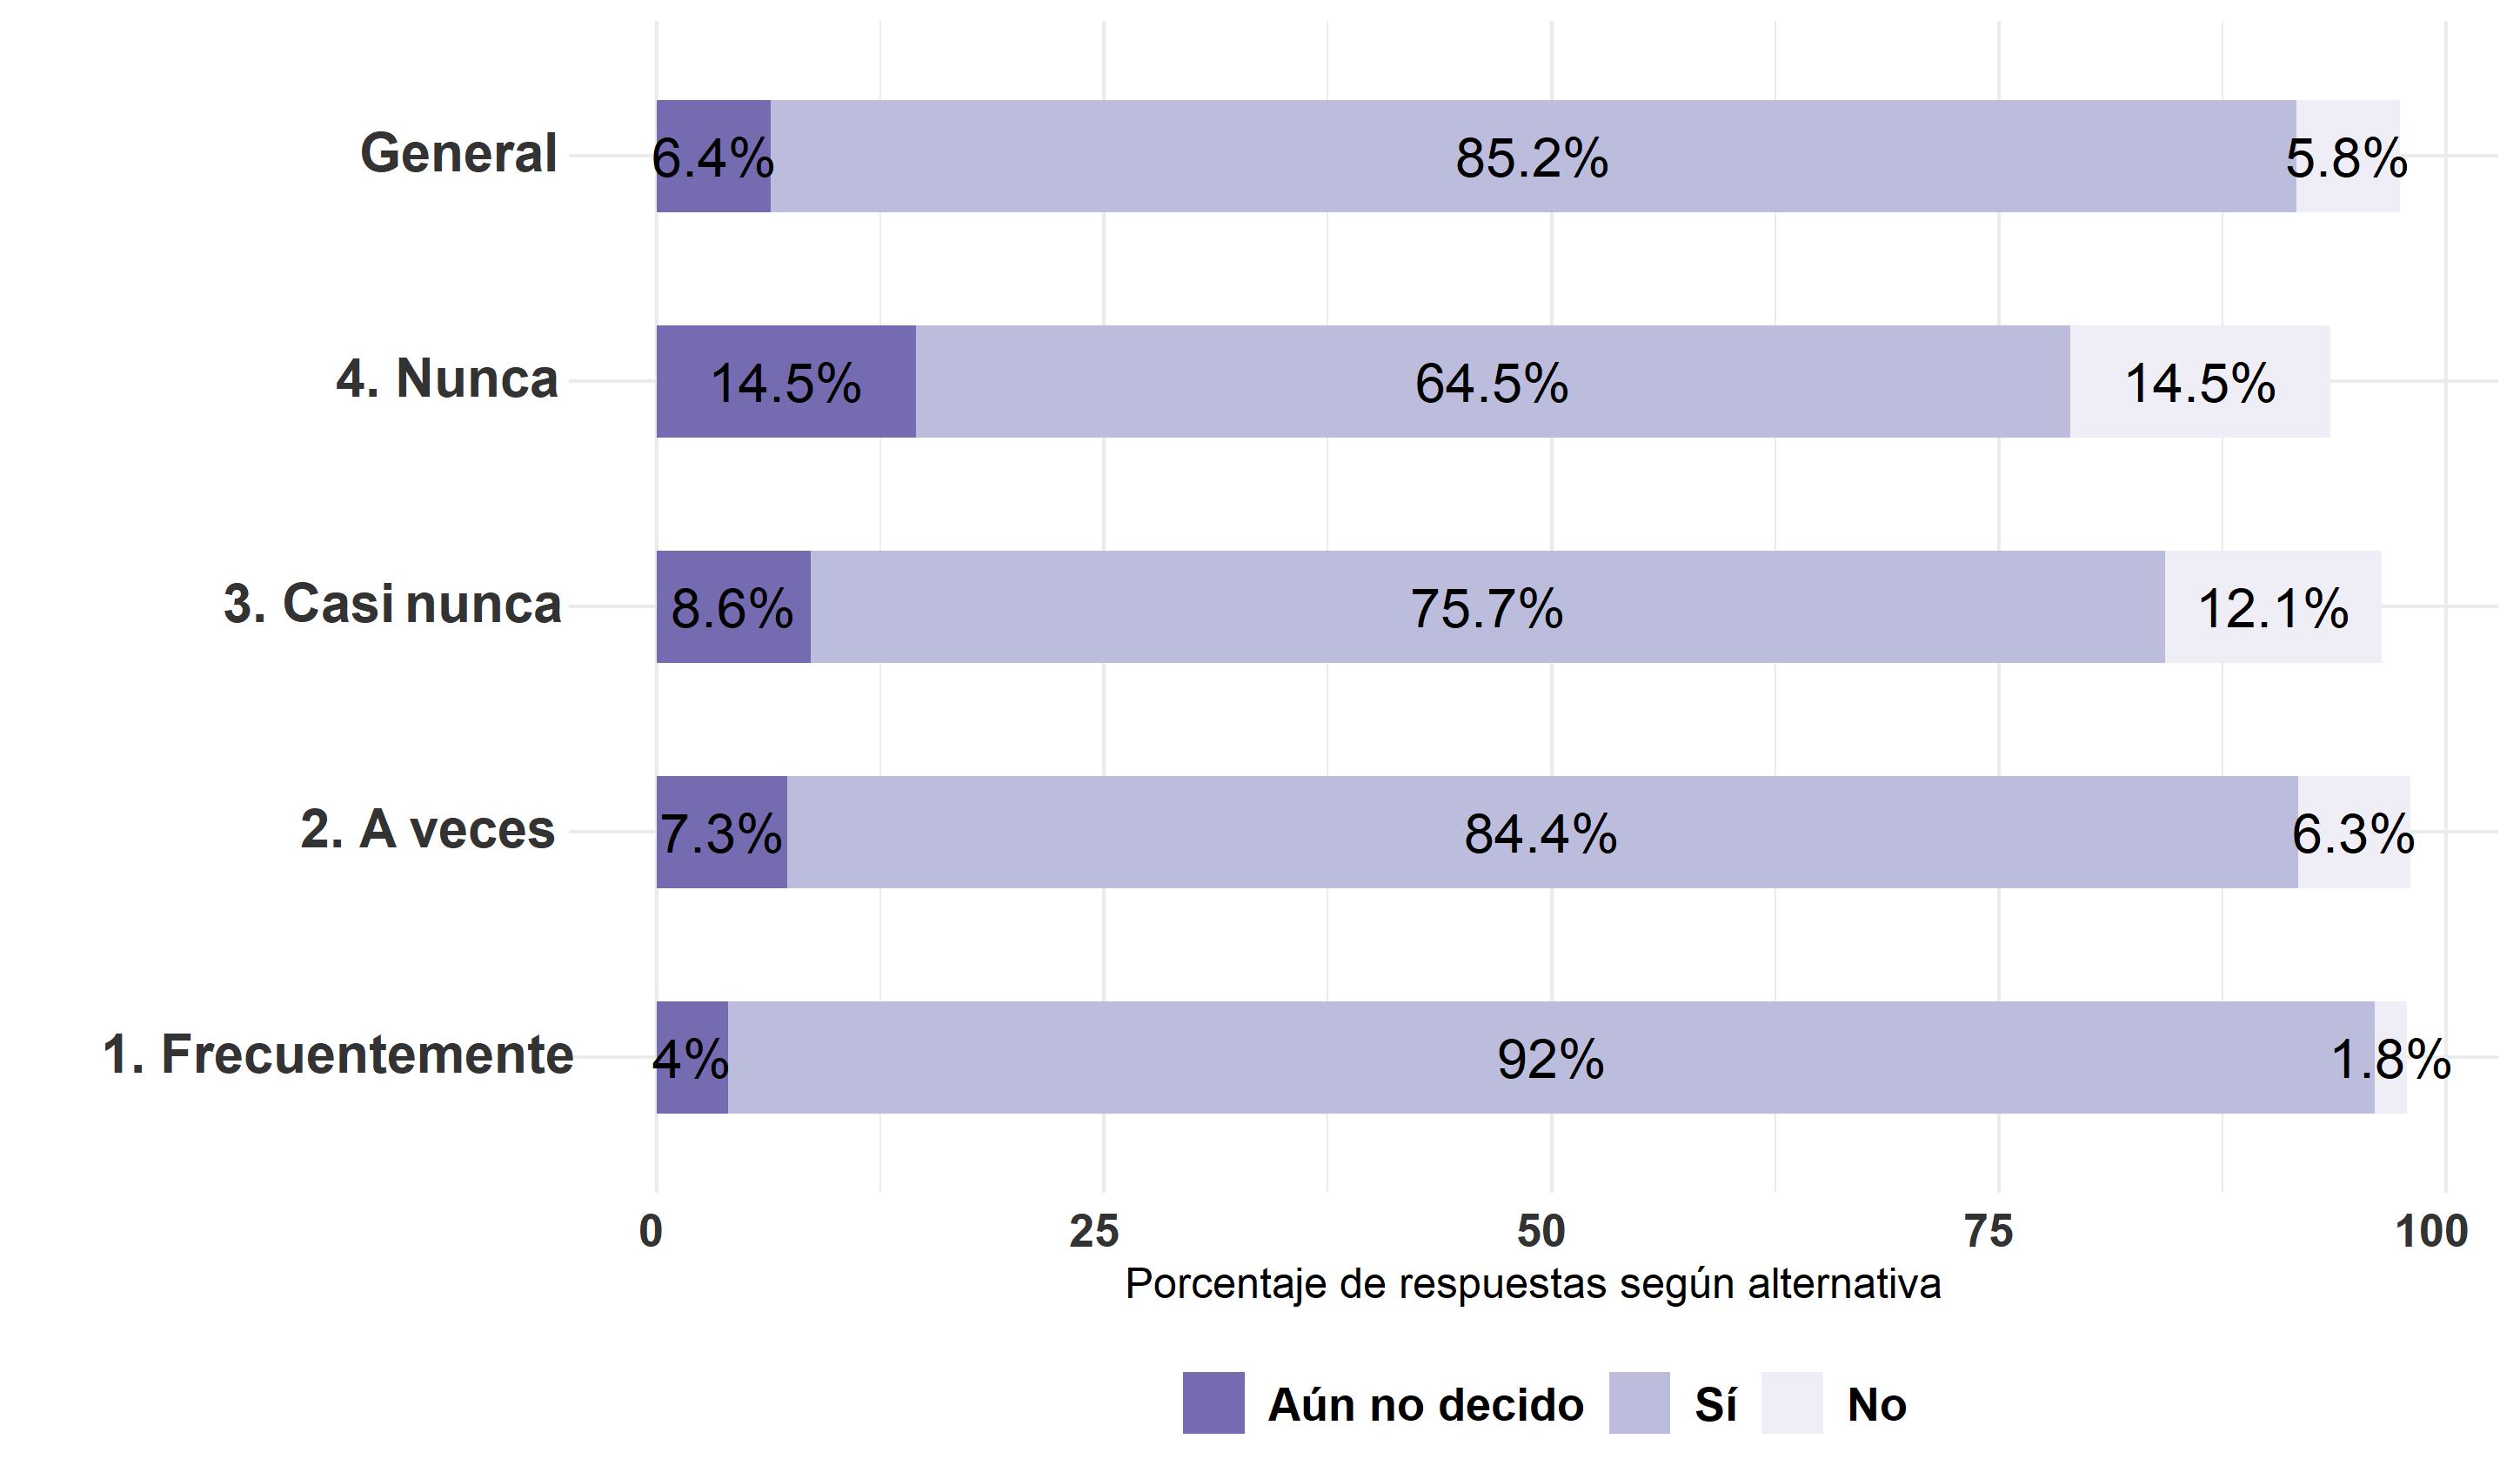 General 6.4% 85.2% 5.8%
4. Nunca 14.5% 64.5% 14.5%
3. Casi nunca 8.6% 75.7% 12.1%
2. A veces 7.3% 84.4% 6.3%
1. Frecuentemente 4% 92% 1.8%
0 25 50 75 100
Porcentaje de respuestas según alternativa
Aún no decido Sí No